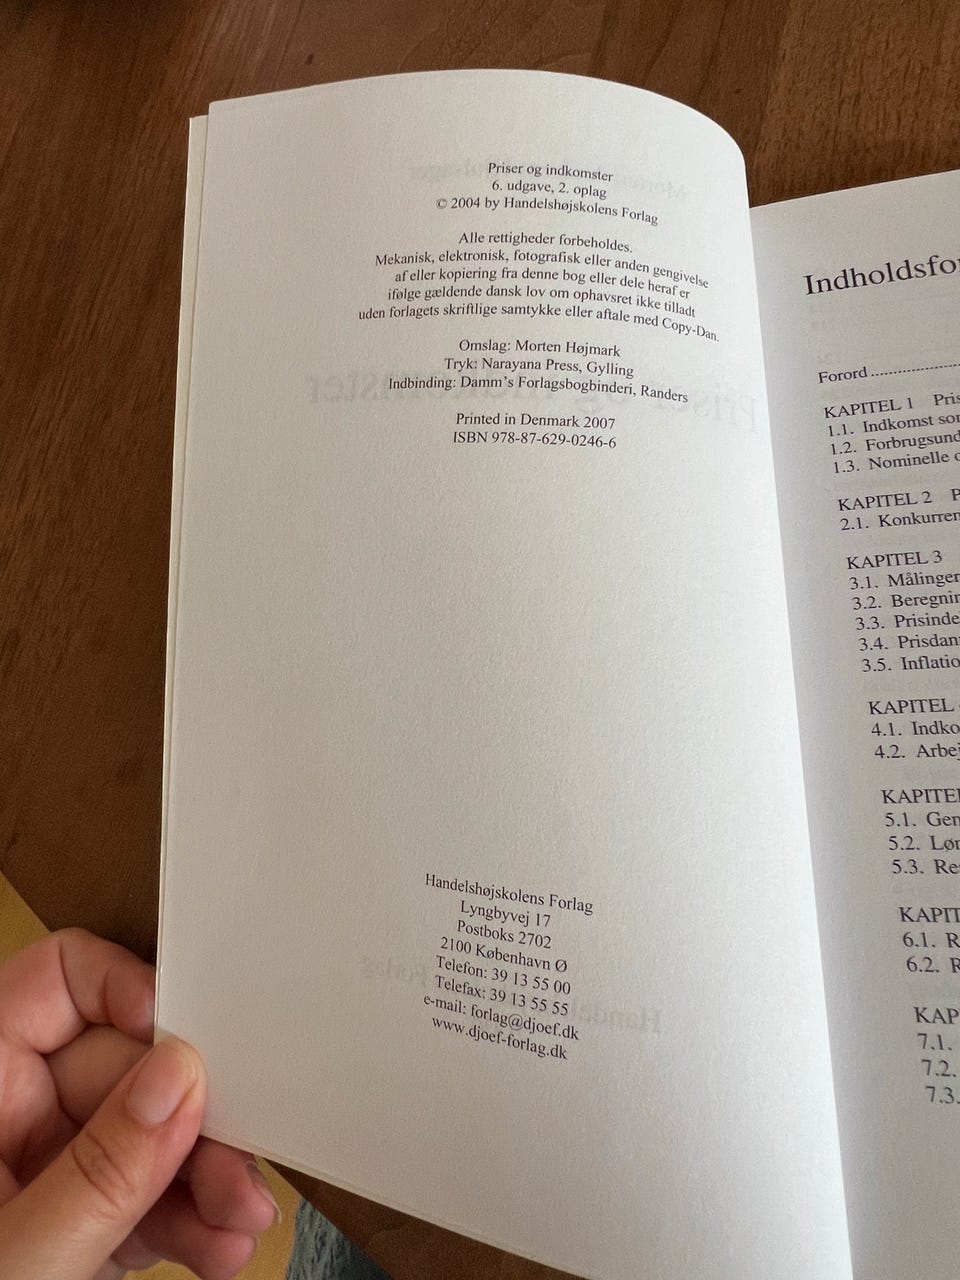 Priser og indkomster
6. udgave, 2. oplag
© 2004 by Handelshøjskolens Forlag
Alle rettigheder forbeholdes.
Mekanisk, elektronisk, fotografisk eller anden gengivelse
af eller kopiering fra denne bog eller dele heraf er
ifølge gældende dansk lov om ophavsret ikke tilladt
uden forlagets skriftlige samtykke eller aftale med Copy-Dan.
Omslag: Morten Højmark
Tryk: Narayana Press, Gylling
Indbinding: Damm's Forlagsbogbinderi, Randers
Printed in Denmark 2007
ISBN 978-87-629-0246-6
Handelshøjskolens Forlag
Lyngbyvej 17
Postboks 2702
2100 København Ø
Telefon: 39 13 55 00
Telefax: 39 13 55 55
e-mail: forlag@djoef.dk
www.djoef-forlag.dk
Indholdsfo
Forord
KAPITEL 1 Pris
1.1. Indkomst so
1.2. Forbrugsund
1.3. Nominelle o
KAPITEL 2 P
2.1. Konkurren
KAPITEL 3
3.1. Målinger
3.2. Beregnin
3.3. Prisinde
3.4. Prisdan
3.5. Inflatio
KAPITEL
4.1. Indko
4.2. Arbej
KAPITEL
5.1. Gen
5.2. Løn
5.3. Re
KAPIT
6.1. R
6.2. R
KAP
7.1.
7.2.
7.3.